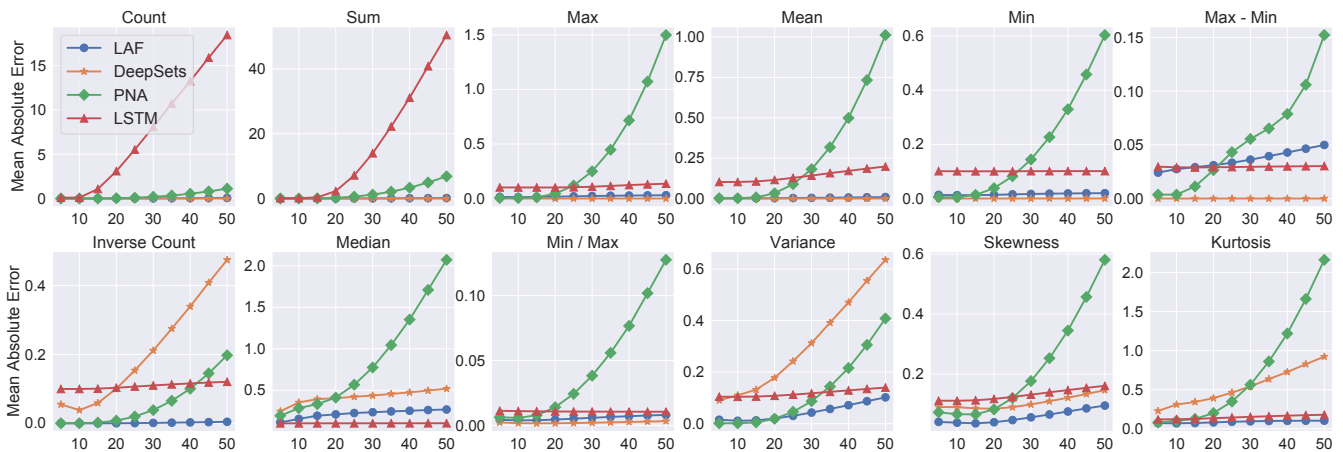 Count Sum Max Mean Min Max - Min
Mean Absolute Error
LAF
DeepSets
PNA
LSTM
15
10
5
0
10 20 30 40 50
40
20
0
10 20 30 40 50
1.5
1.0
0.5
0.0
10 20 30 40 50
1.00
0.75
0.50
0.25
0.00
10 20 30 40 50
0.6
0.4
0.2
0.0
10 20 30 40 50
0.15
0.10
0.05
0.00
10 20 30 40 50
Inverse Count Median Min / Max Variance Skewness Kurtosis
Mean Absolute Error
0.4
0.2
0.0
10 20 30 40 50
2.0
1.5
1.0
0.5
10 20 30 40 50
0.10
0.05
0.00
10 20 30 40 50
0.6
0.4
0.2
0.0
10 20 30 40 50
0.6
0.4
0.2
10 20 30 40 50
2.0
1.5
1.0
0.5
0.0
10 20 30 40 50